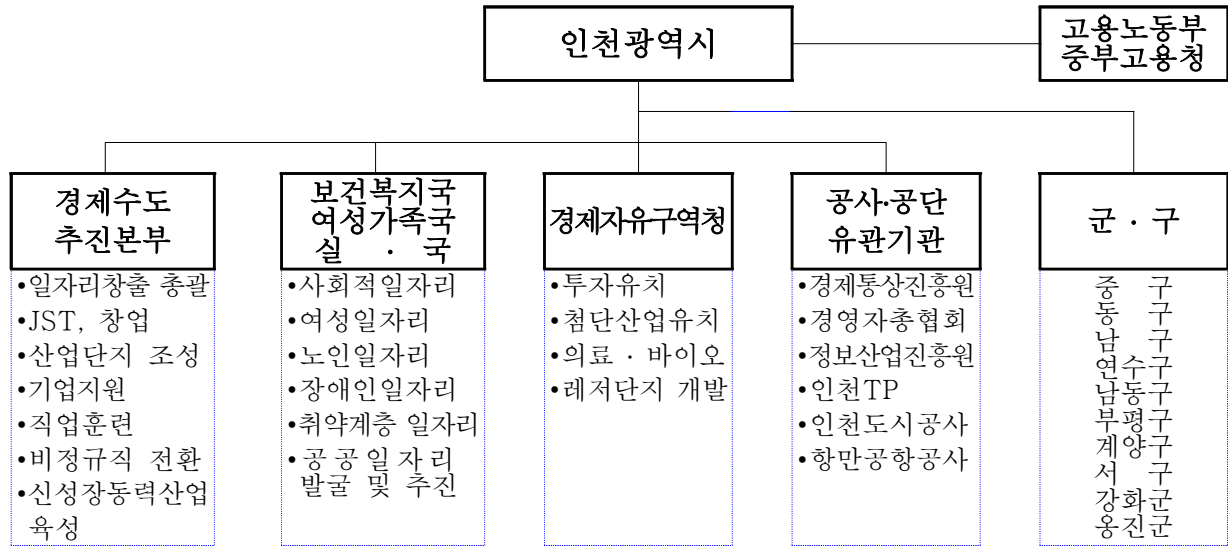 인천광역시
고용노동부
중부고용청
경제수도
추진본부
•일자리창출 총괄
•JST, 창업
•산업단지 조성
•기업지원
•직업훈련
•비정규직 전환
•신성장동력산업
육성
보건복지국
여성가족국
실 · 국
•사회적일자리
•여성일자리
•노인일자리
•장애인일자리
•취약계층 일자리
•공공일자리
발굴 및 추진
경제자유구역청
•투자유치
•첨단산업유치
•의료 · 바이오
•레저단지 개발
공사·공단
유관기관
•경제통상진흥원
•경영자총협회
•정보산업진흥원
•인천TP
•인천도시공사
•항만공항공사
군 · 구
중 구
동 구
남 구
연수구
남동구
부평구
계양구
서 구
강화군
옹진군